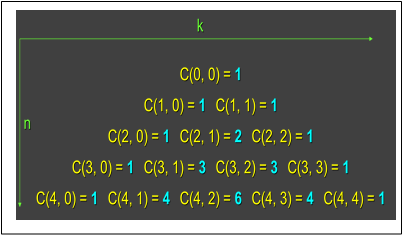 k
C(0, 0) = 1
C(1, 0) = 1 C(1, 1) = 1
n
C(2, 0) = 1 C(2, 1) = 2 C(2, 2) = 1
C(3, 0) = 1 C(3, 1) = 3 C(3, 2) = 3 C(3, 3) = 1
C(4, 0) = 1 C(4, 1) = 4 C(4, 2) = 6 C(4, 3) = 4 C(4, 4) = 1